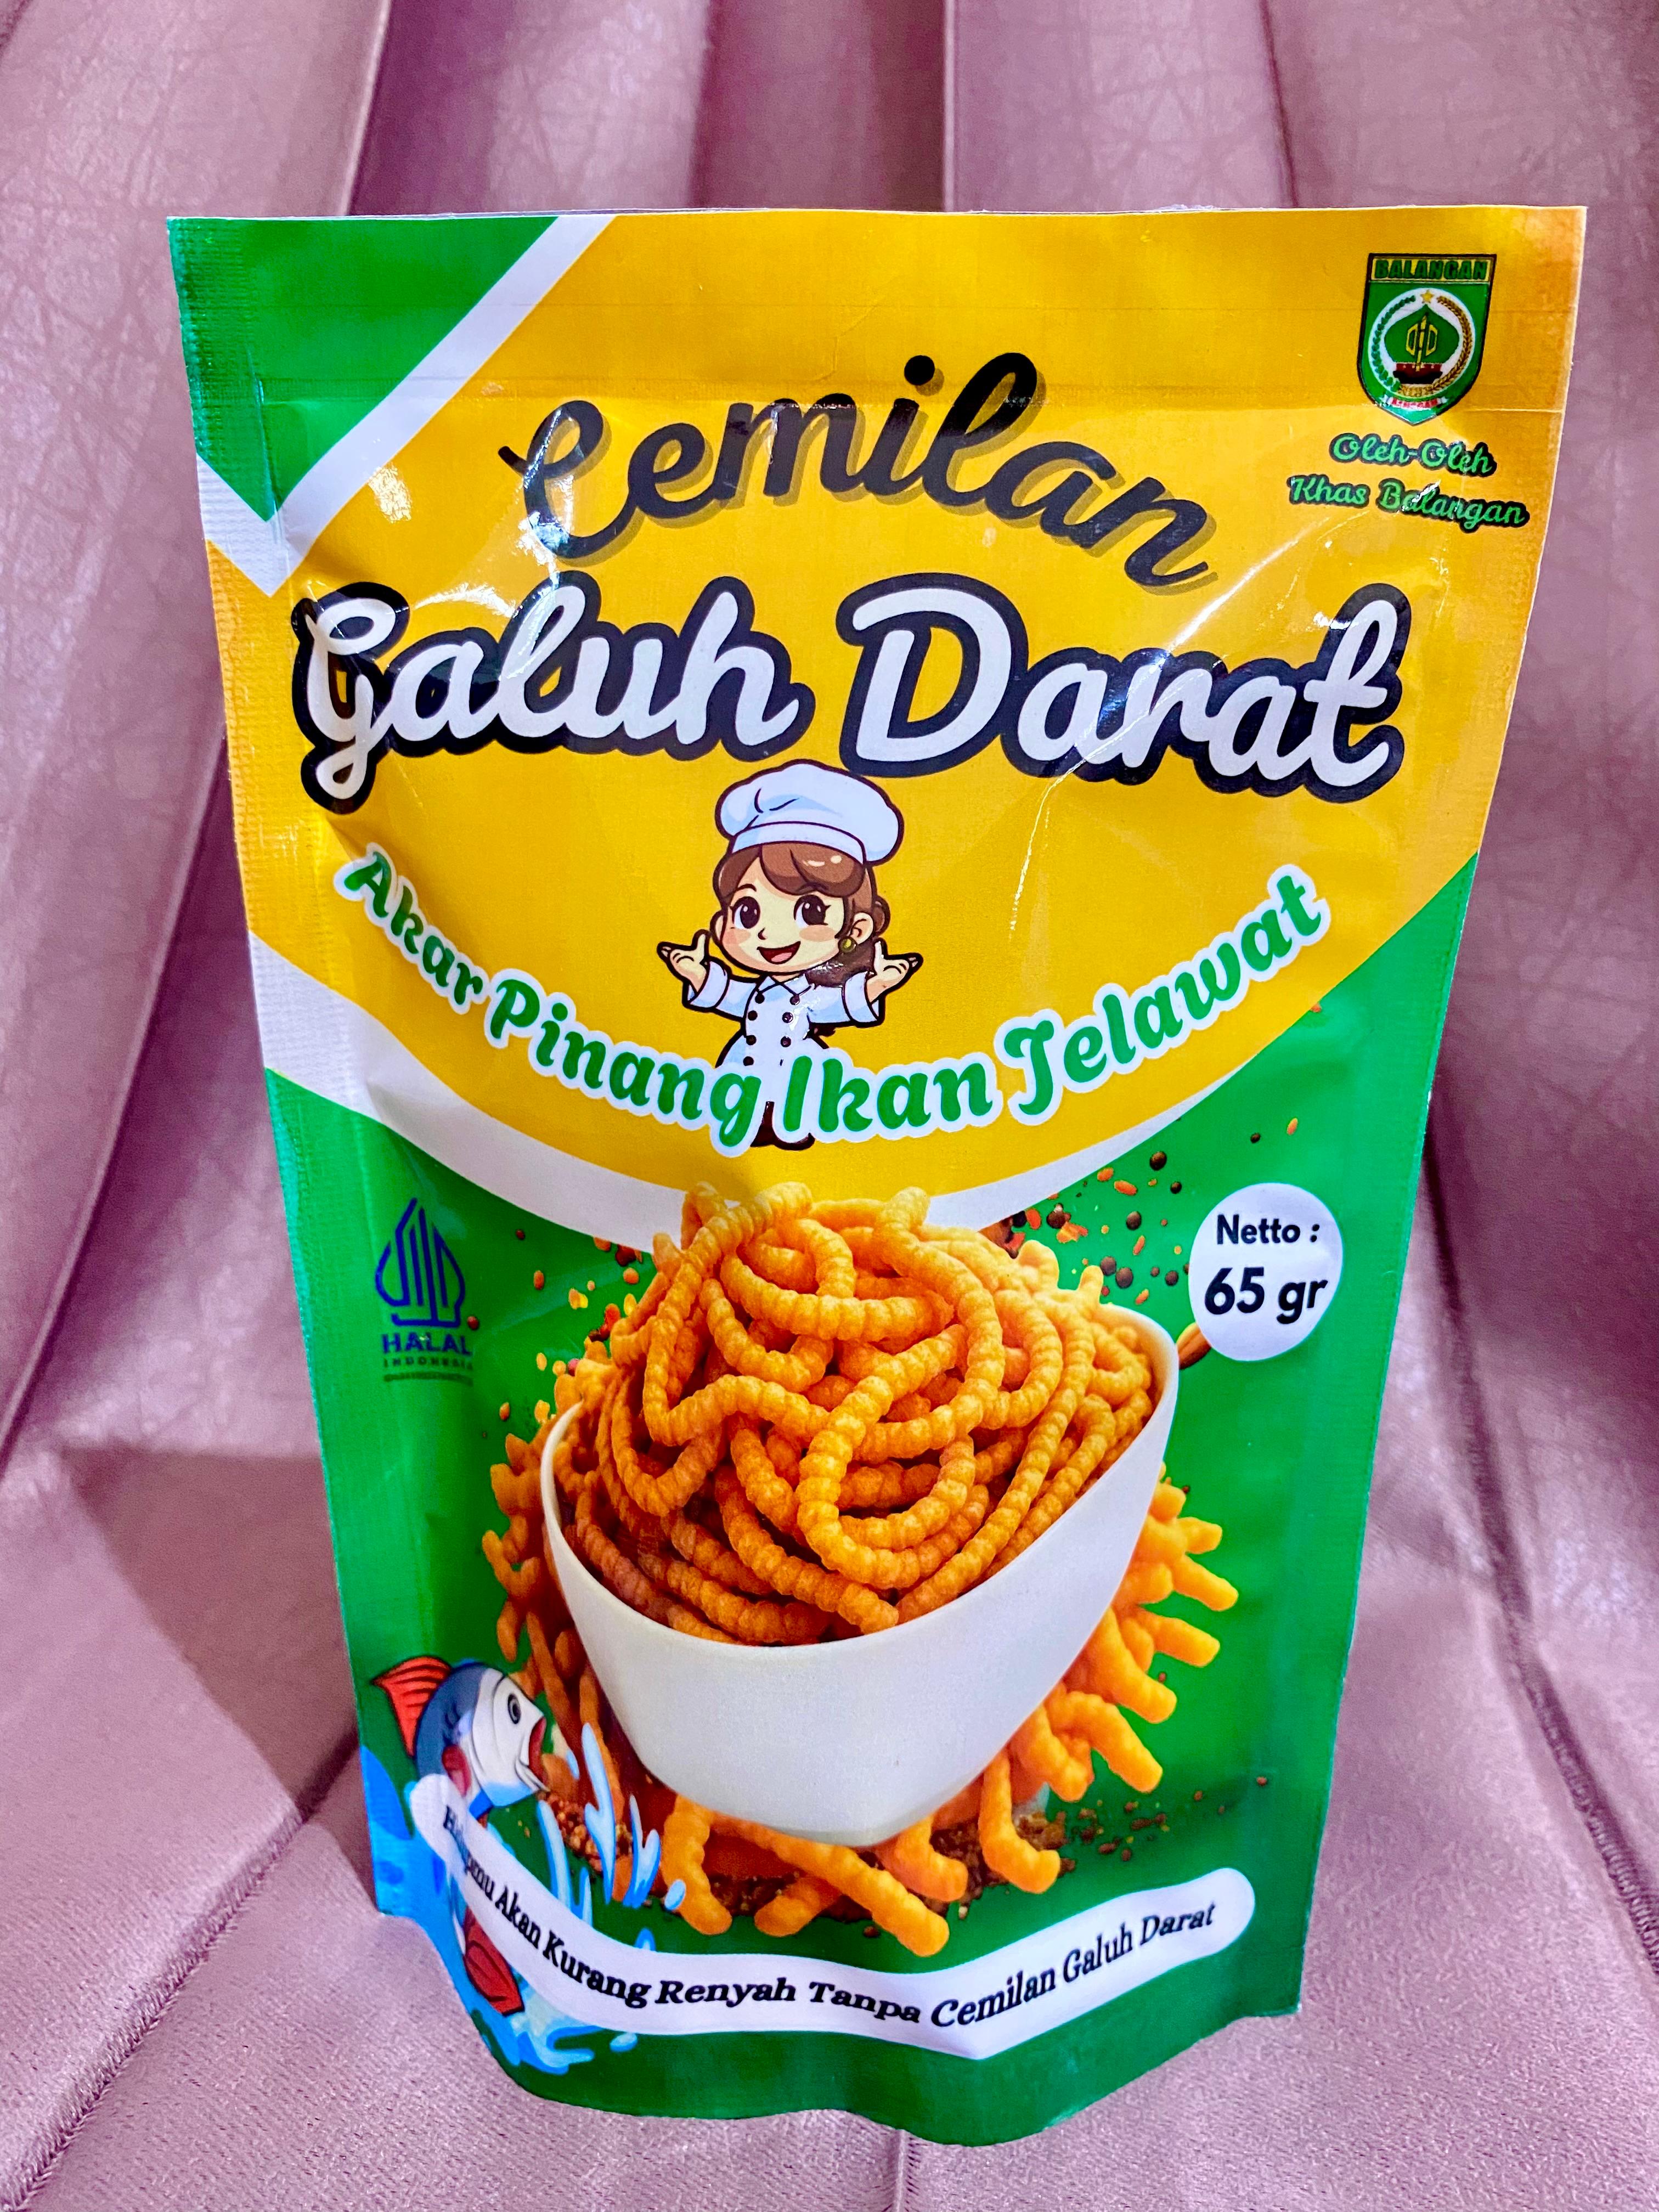 BALANGAN
Oleh-Oleh
Khas Balangan
Cemilan
Galuh Darat
Akar Pinang Ikan Jelawat
Netto :
65 gr
HALAL
INDONESIA
Akan Kurang Renyah Tanpa Cemilan Galuh Darat